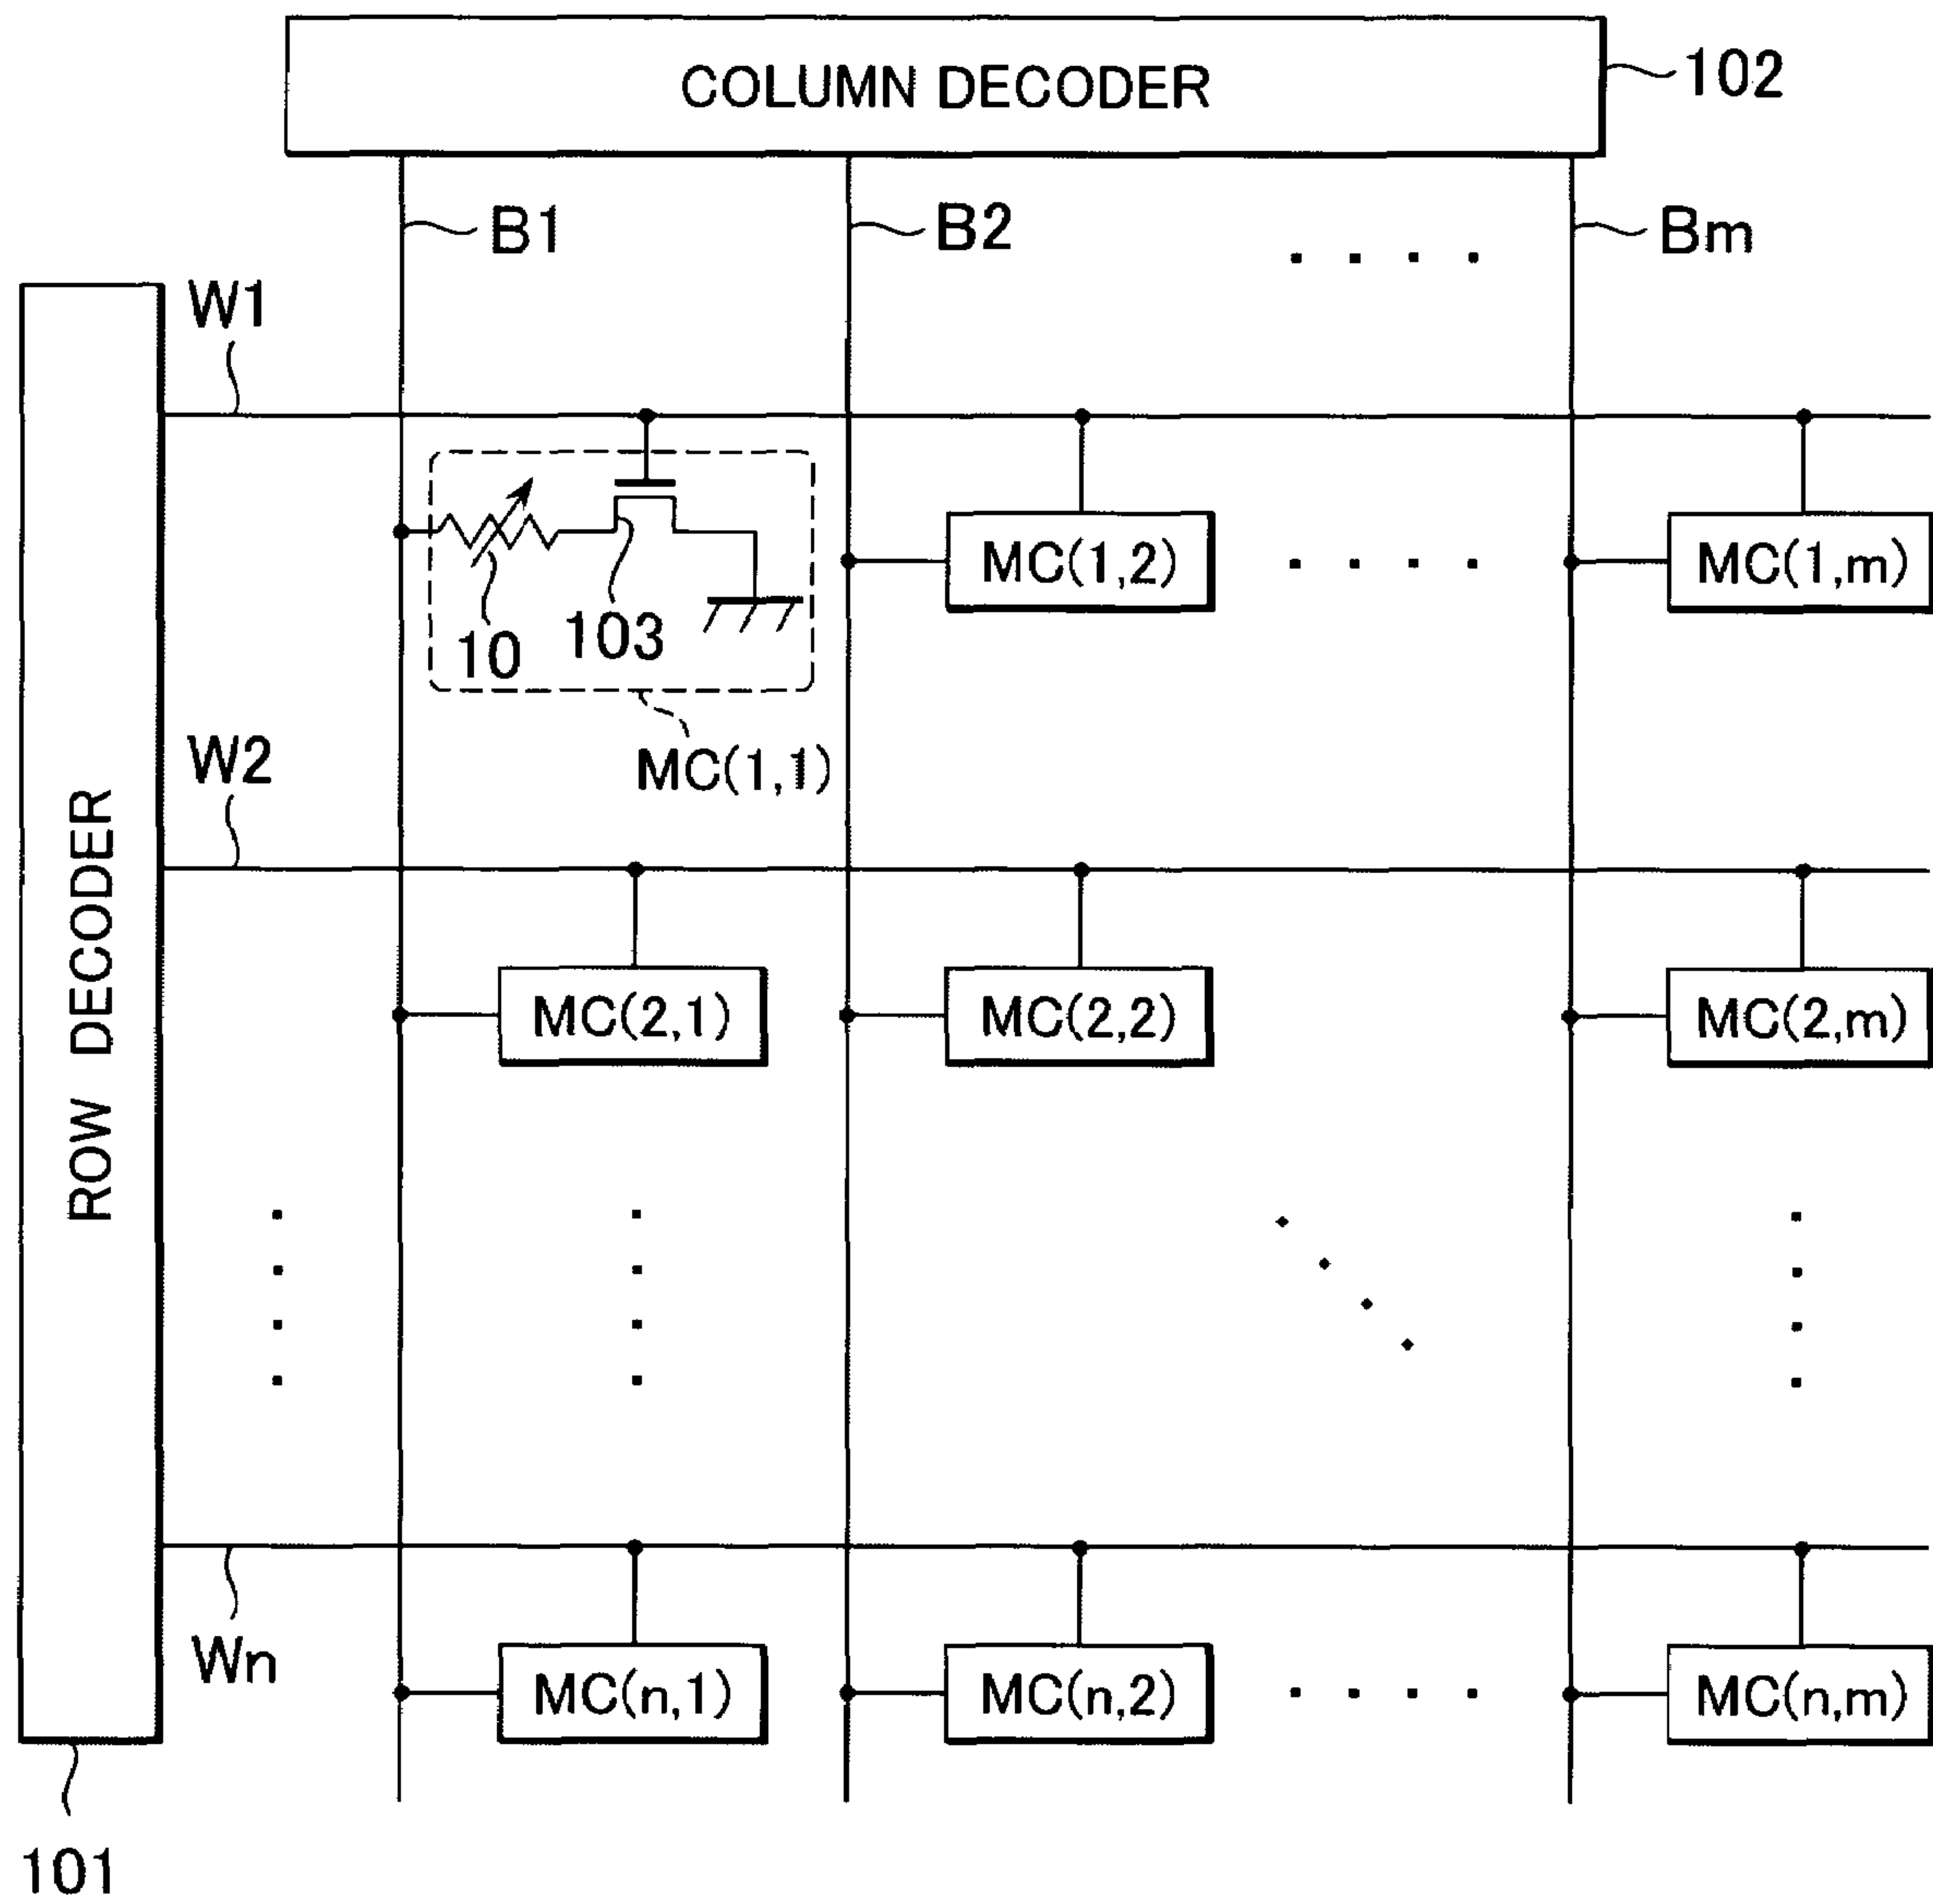 COLUMN DECODER
102
B1
B2
Bm
W1
10
103
MC(1,1)
MC(1,2)
MC(1,m)
W2
ROW DECODER
MC(2,1)
MC(2,2)
MC(2,m)
Wn
MC(n,1)
MC(n,2)
MC(n,m)
101